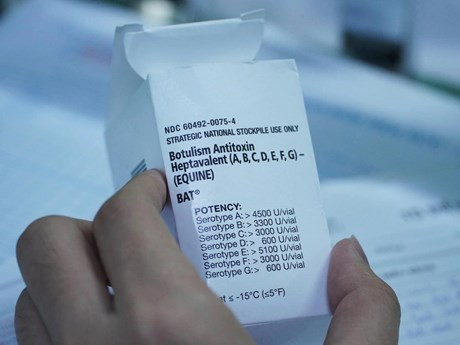 NDC 60492-0075-4
STRATEGIC NATIONAL STOCKPILE USE ONLY
Botulism Antitoxin
Heptavalent (A, B, C, D, E, F, G) –
(EQUINE)
BAT®
POTENCY:
Serotype A: > 4500 U/vial
Serotype B: > 3300 U/vial
Serotype C: > 3000 U/vial
Serotype D: > 600 U/vial
Serotype E: > 5100 U/vial
Serotype F: > 3000 U/vial
Serotype G: > 600 U/vial
at ≤ -15°C (≤5°F)